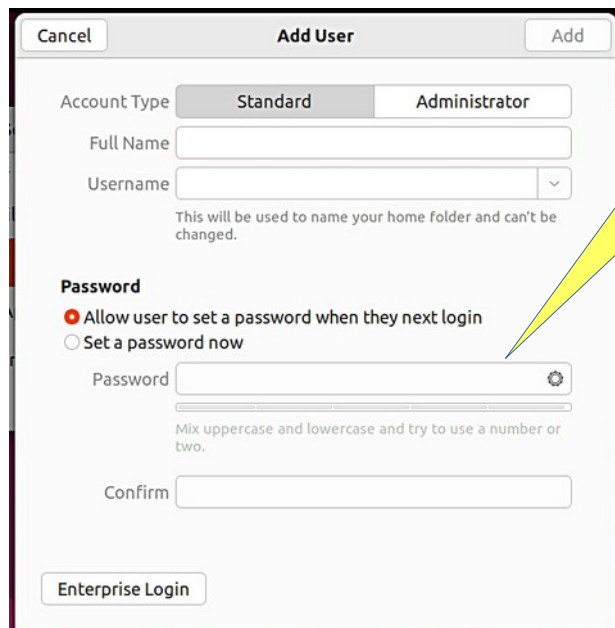 Cancel Add User Add
Account Type Standard Administrator
Full Name
Username
This will be used to name your home folder and can't be
changed.
Password
Allow user to set a password when they next login
Set a password now
Password
Mix uppercase and lowercase and try to use a number or
two.
Confirm
Enterprise Login